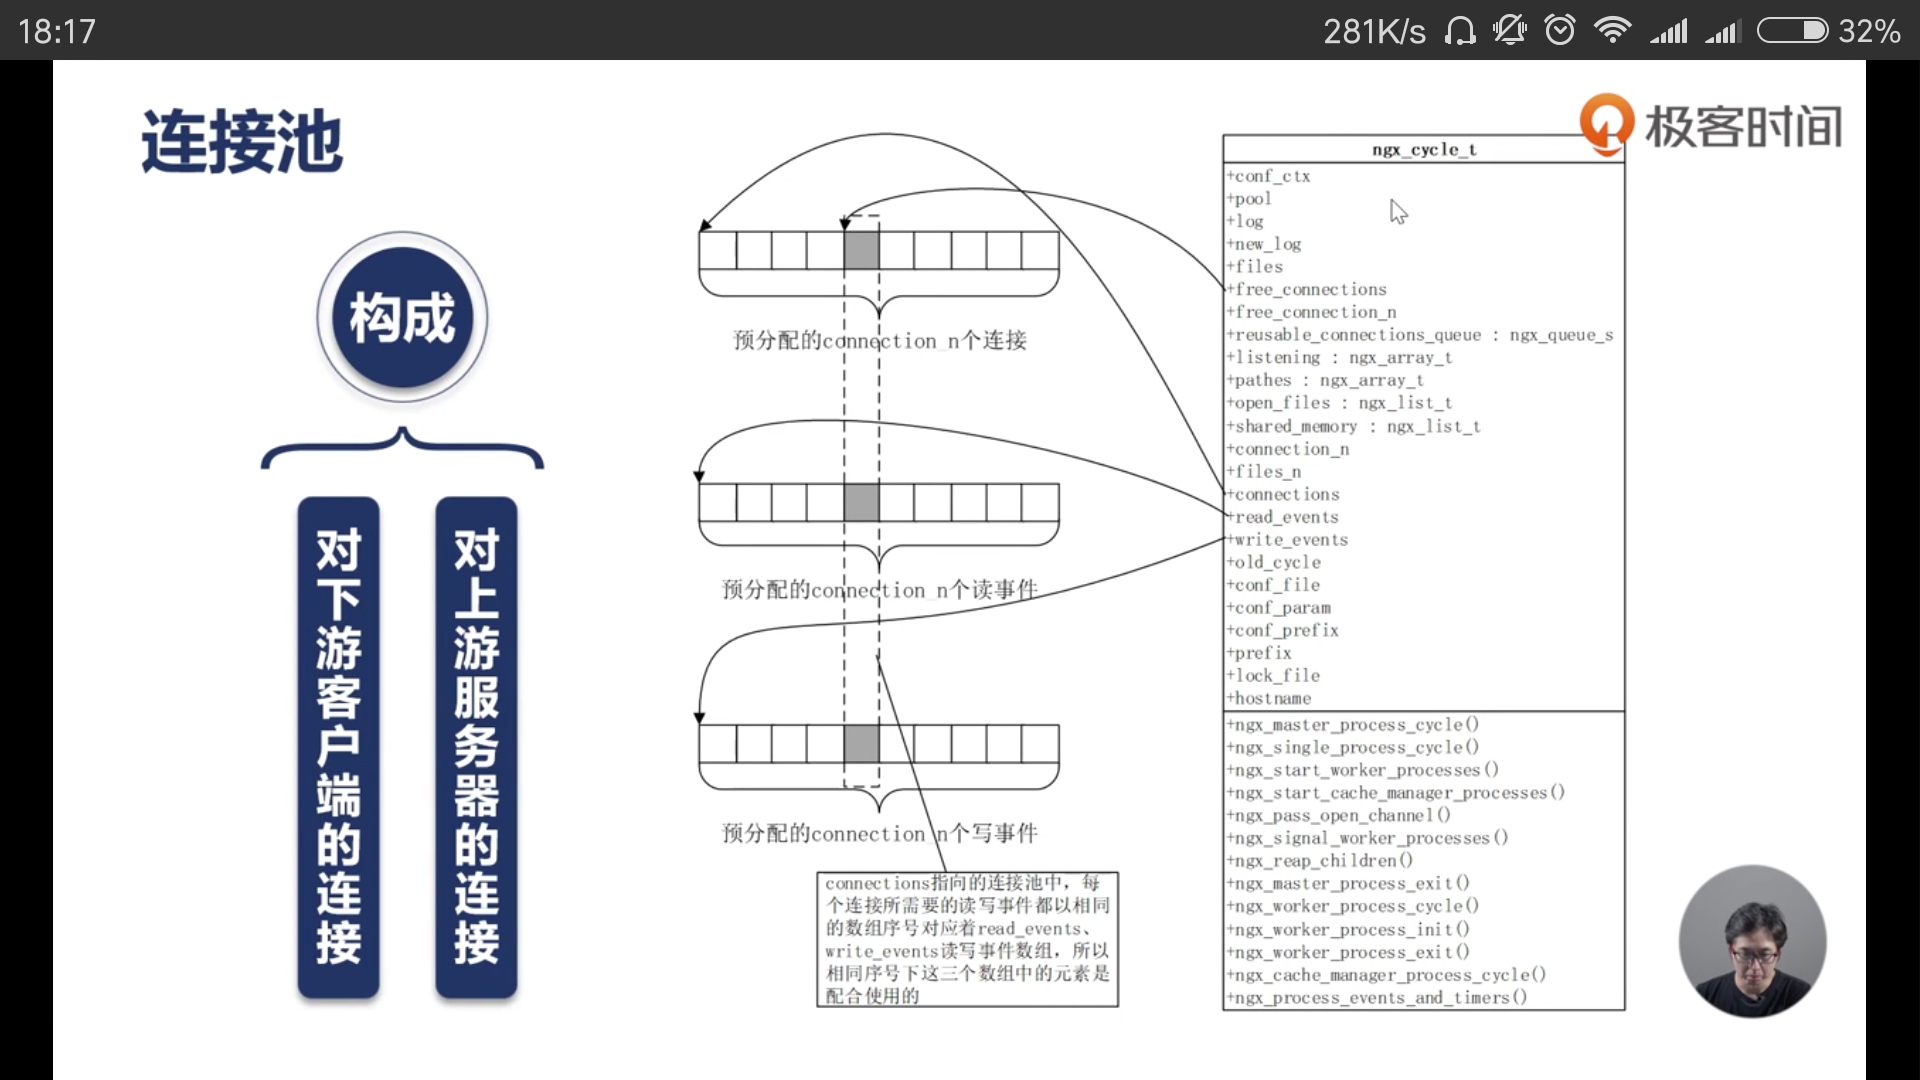 18:17
281K/s
32%
连接池
极客时间
构成
对下游客户端的连接
对上游服务器的连接
预分配的connection_n个连接
预分配的connection_n个读事件
预分配的connection_n个写事件
connections指向的连接池中，每
个连接所需要的读写事件都以相同
的数组序号对应着read_events、
write_events读写事件数组，所以
相同序号下这三个数组中的元素是
配合使用的
ngx_cycle_t
+conf_ctx
+pool
+log
+new_log
+files
+free_connections
+free_connection_n
+reusable_connections_queue : ngx_queue_s
+listening : ngx_array_t
+pathes : ngx_array_t
+open_files : ngx_list_t
+shared_memory : ngx_list_t
+connection_n
+files_n
+connections
+read_events
+write_events
+old_cycle
+conf_file
+conf_param
+conf_prefix
+prefix
+lock_file
+hostname
+ngx_master_process_cycle()
+ngx_single_process_cycle()
+ngx_start_worker_processes()
+ngx_start_cache_manager_processes()
+ngx_pass_open_channel()
+ngx_signal_worker_processes()
+ngx_reap_children()
+ngx_master_process_exit()
+ngx_worker_process_cycle()
+ngx_worker_process_init()
+ngx_worker_process_exit()
+ngx_cache_manager_process_cycle()
+ngx_process_events_and_timers()